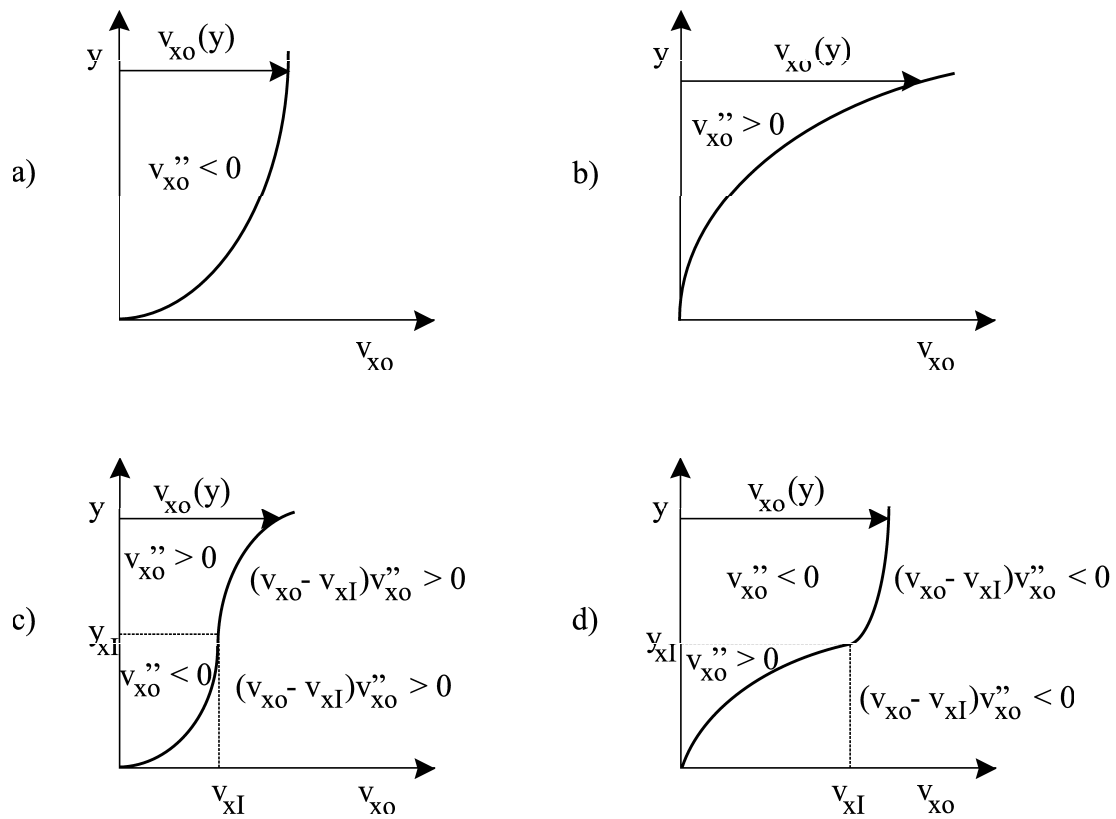 a)
y
v_xo(y)
v_xo'' < 0
v_xo
b)
y
v_xo(y)
v_xo'' > 0
v_xo
c)
y
v_xo(y)
v_xo'' > 0
(v_xo - v_xI)v_xo'' > 0
y_xI
v_xo'' < 0
(v_xo - v_xI)v_xo'' > 0
v_xI
v_xo
d)
y
v_xo(y)
v_xo'' < 0
(v_xo - v_xI)v_xo'' < 0
y_xI
v_xo'' > 0
(v_xo - v_xI)v_xo'' < 0
v_xI
v_xo